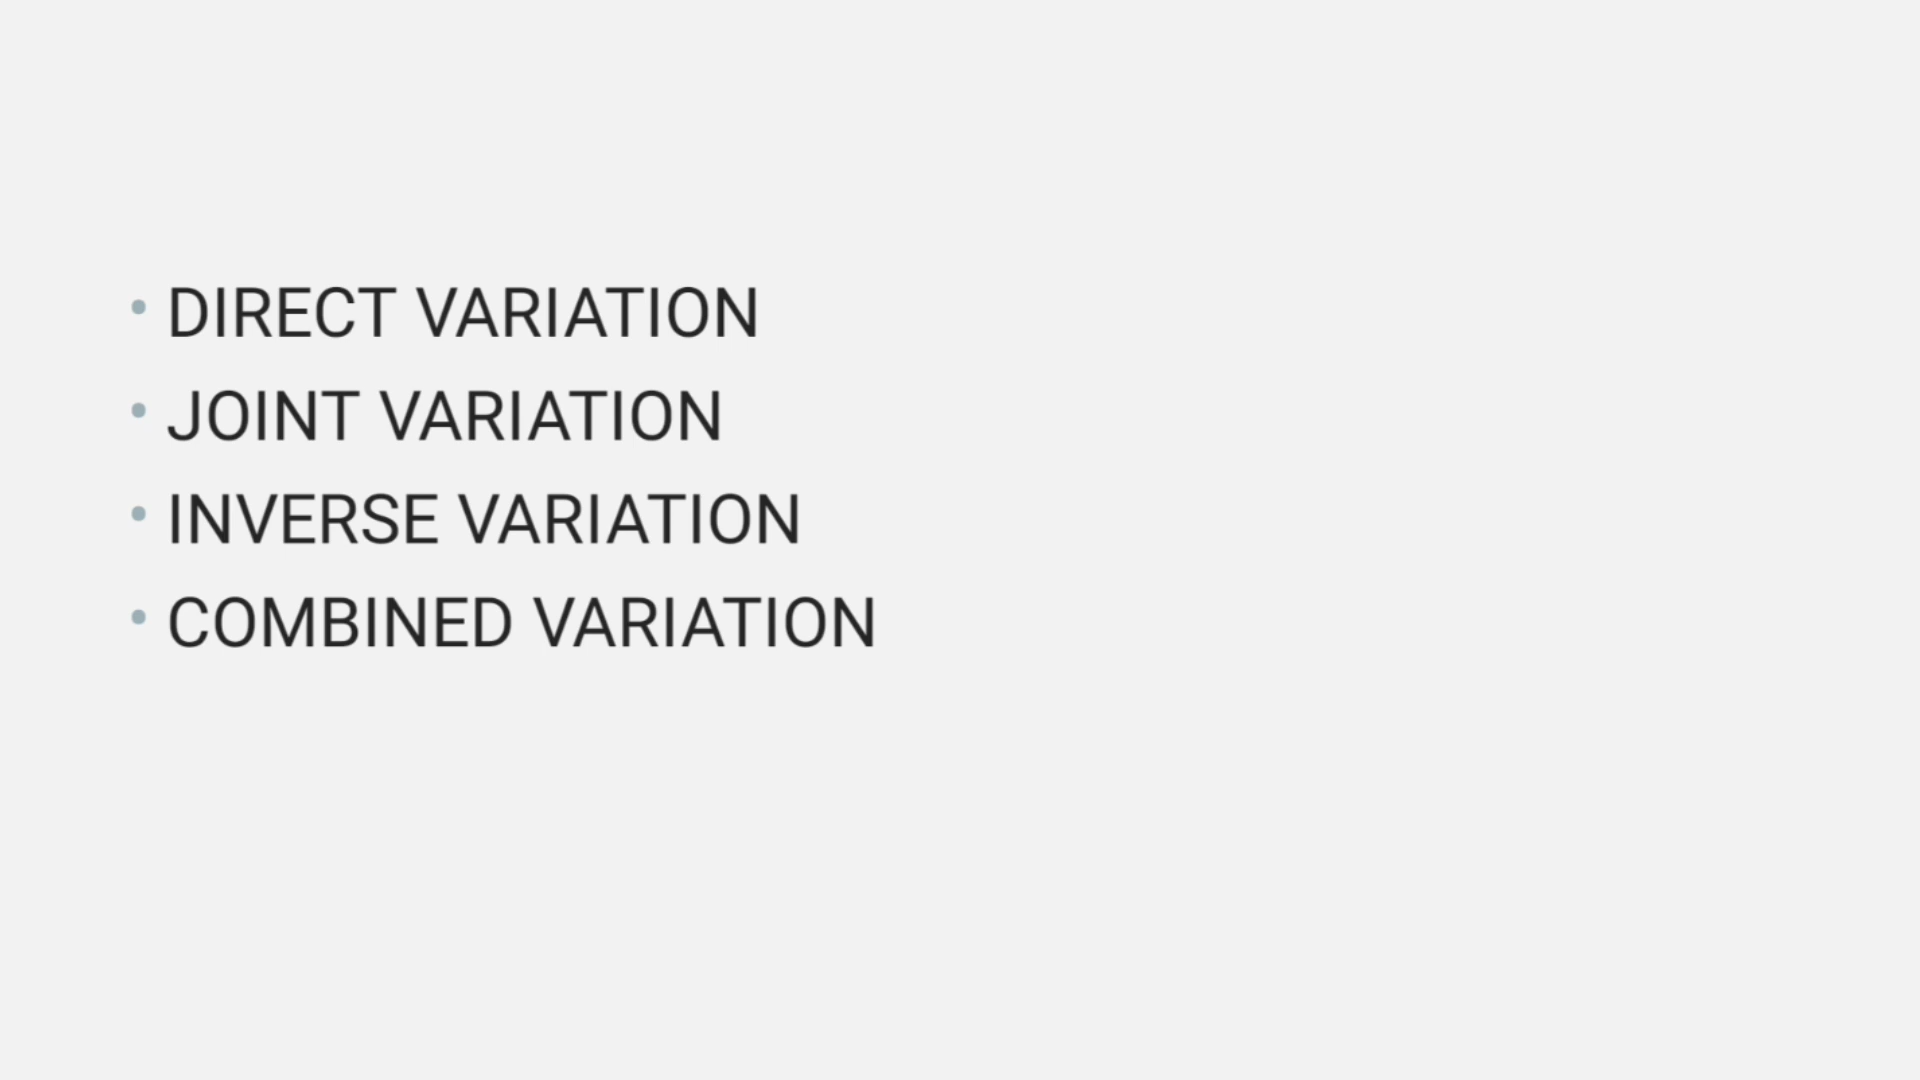 • DIRECT VARIATION
• JOINT VARIATION
• INVERSE VARIATION
• COMBINED VARIATION